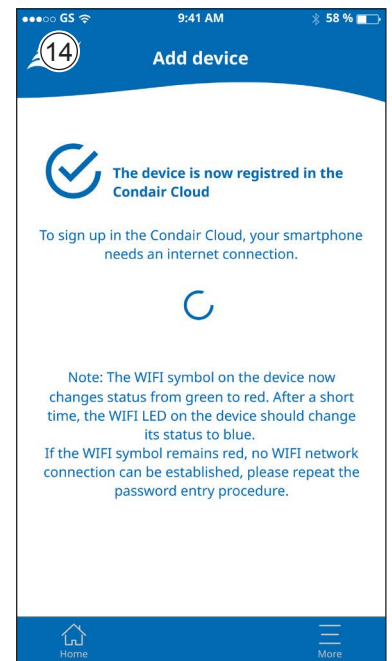 GS 9:41 AM 58 %
14 Add device
The device is now registred in the
Condair Cloud
To sign up in the Condair Cloud, your smartphone
needs an internet connection.
Note: The WIFI symbol on the device now
changes status from green to red. After a short
time, the WIFI LED on the device should change
its status to blue.
If the WIFI symbol remains red, no WIFI network
connection can be established, please repeat the
password entry procedure.
Home More